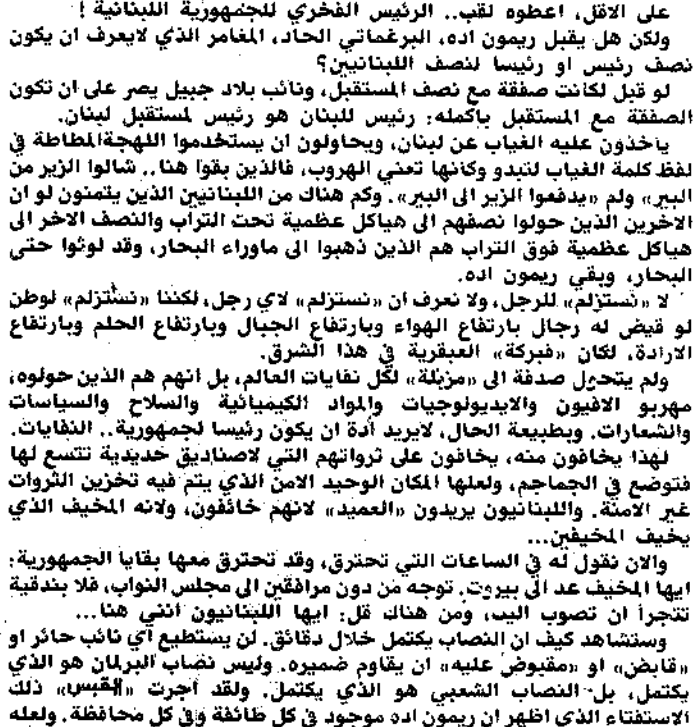 على الاقل، اعطوه لقب.. الرئيس الفخري للجمهورية اللبنانية !
ولكن هل يقبل ريمون اده، البرغماتي الحاد، المغامر الذي لايعرف ان يكون
نصف رئيس او رئيسا لنصف اللبنانيين؟
لو قبل لكانت صفقة مع نصف المستقبل، ونائب بلاد جبيل يصر على ان تكون
الصفقة مع المستقبل بإكمله: رئيس للبنان هو رئيس لمستقبل لبنان.
يأخذون عليه الغياب عن لبنان، ويحاولون ان يستخدموا اللهجة المطاطة في
لفظ كلمة الغياب لتبدو وكانها تعني الهروب، فالذين بقوا هنا.. شالوا الزير من
البير» ولم «يدفعوا الزير الى البير». وكم هناك من اللبنانيين الذين يتمنون لو ان
الاخرين الذين حولوا نصفهم الى هياكل عظمية تحت التراب والنصف الاخر الى
هياكل عظمية فوق التراب هم الذين ذهبوا الى ماوراء البحار، وقد لوثوا حتى
البحار، وبقي ريمون اده.
لا «نستزلم» للرجل، ولا نعرف ان «نستزلم» لاي رجل، لكننا «نستزلم» لوطن
لو قيض له رجال بارتفاع الهواء وبارتفاع الجبال وبارتفاع الحلم وبارتفاع
الارادة، لكان «فبركة» العبقرية في هذا الشرق.
ولم يتحول صدفة الى «مزبلة» لكل نفايات العالم، بل انهم هم الذين حولوه،
مهربو الافيون والايديولوجيات والمواد الكيميائية والسلاح والسياسات
والشعارات. وبطبيعة الحال، لايريد أدة ان يكون رئيسا لجمهورية.. النفايات.
لهذا يخافون منه، يخافون على ثرواتهم التي لاصناديق حديدية تتسع لها
فتوضع في الجماجم، ولعلها المكان الوحيد الامن الذي يتم فيه تخزين الثروات
غير الامنة. واللبنانيون يريدون «العميد» لانهم خائفون، ولانه المخيف الذي
يخيف المخيفين...
والان نقول له في الساعات التي تحترق، وقد تحترق معها بقايا الجمهورية:
ايها المخيف عد الى بيروت. توجه من دون مرافقين الى مجلس النواب، فلا بندقية
تتجرأ ان تصوب اليك، ومن هناك قل: ايها اللبنانيون انني هنا...
وستشاهد كيف ان النصاب يكتمل خلال دقائق. لن يستطيع أي نائب حائر او
«قابض» او «مقبوض عليه» ان يقاوم ضميره. وليس نصاب البرلمان هو الذي
يكتمل، بل النصاب الشعبي هو الذي يكتمل. ولقد اجرت «القبس» ذلك
الاستفتاء الذي اظهر ان ريمون اده موجود في كل طائفة وفي كل محافظة. ولعله